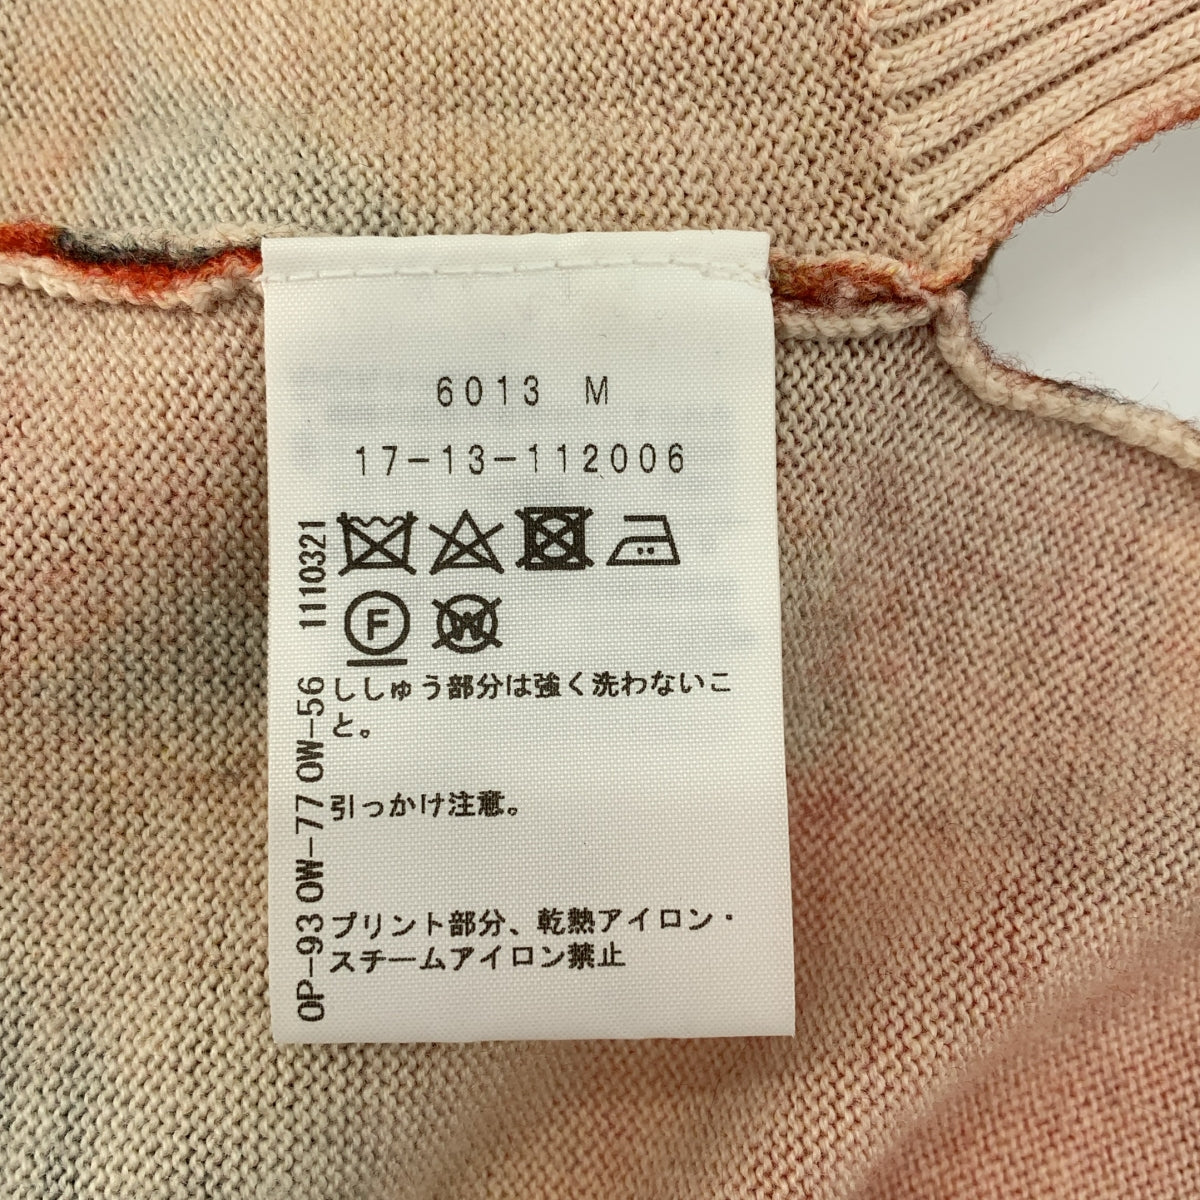 6013 M
17-13-112006
F
W
ししゅう部分は強く洗わないこ
と。
引っかけ注意。
プリント部分、乾熱アイロン・
スチームアイロン禁止
OP-93 OW-77 OW-56 1110321